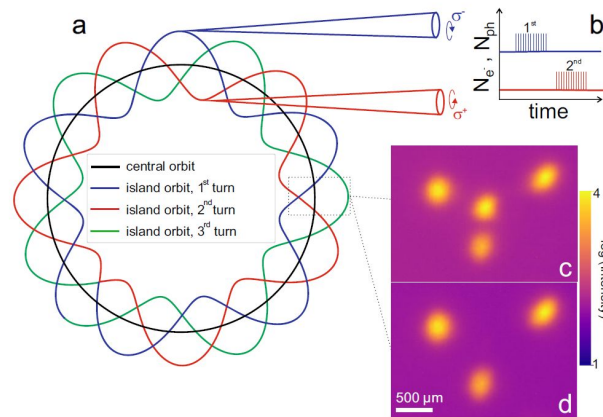 a
σ-
σ+
b
1st
2nd
Ne- , Nph
time
central orbit
island orbit, 1st turn
island orbit, 2nd turn
island orbit, 3rd turn
c
d
500 µm
4
1